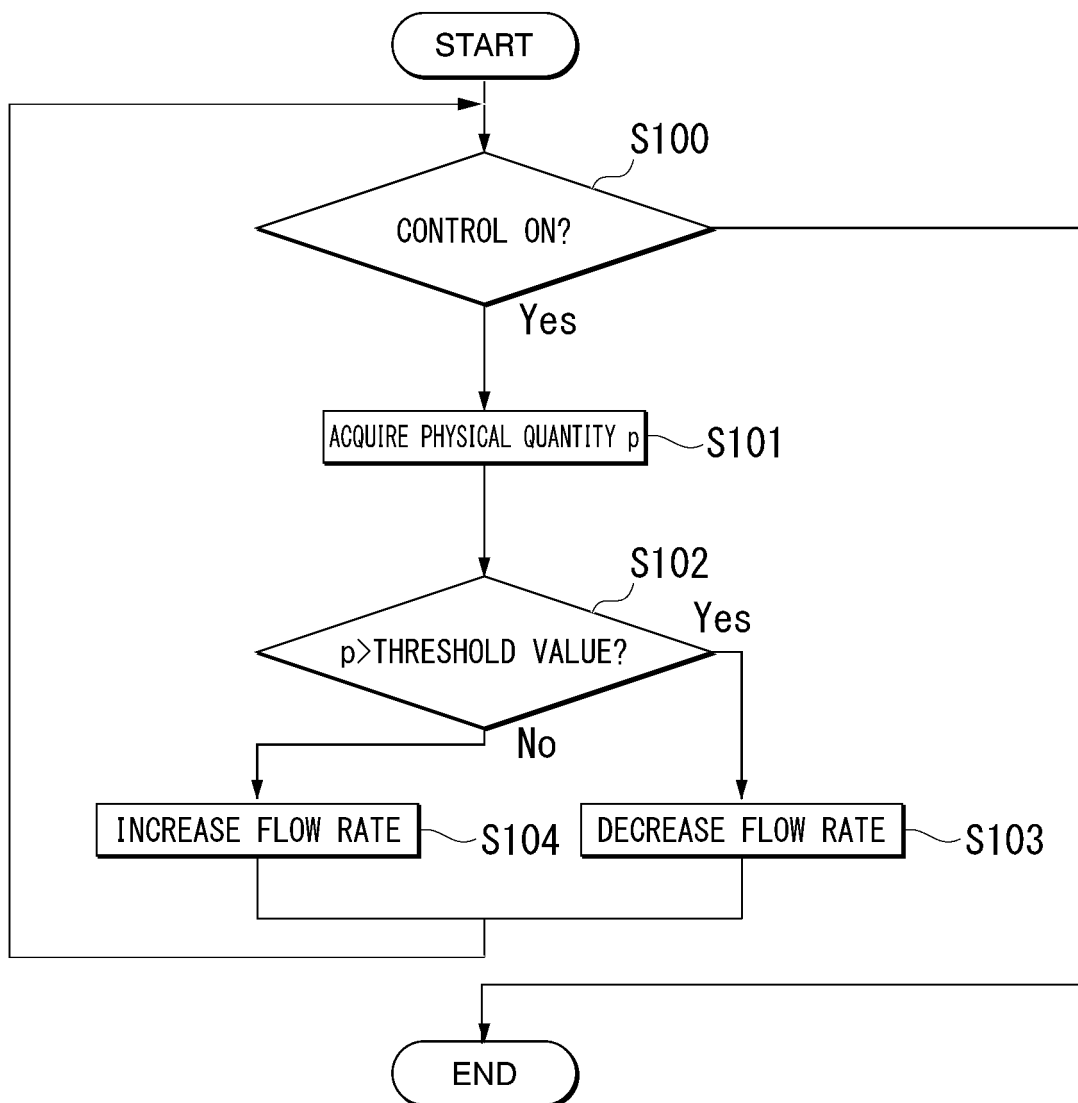 START
S100
CONTROL ON?
Yes
ACQUIRE PHYSICAL QUANTITY p
S101
S102
Yes
p>THRESHOLD VALUE?
No
INCREASE FLOW RATE
S104
DECREASE FLOW RATE
S103
END